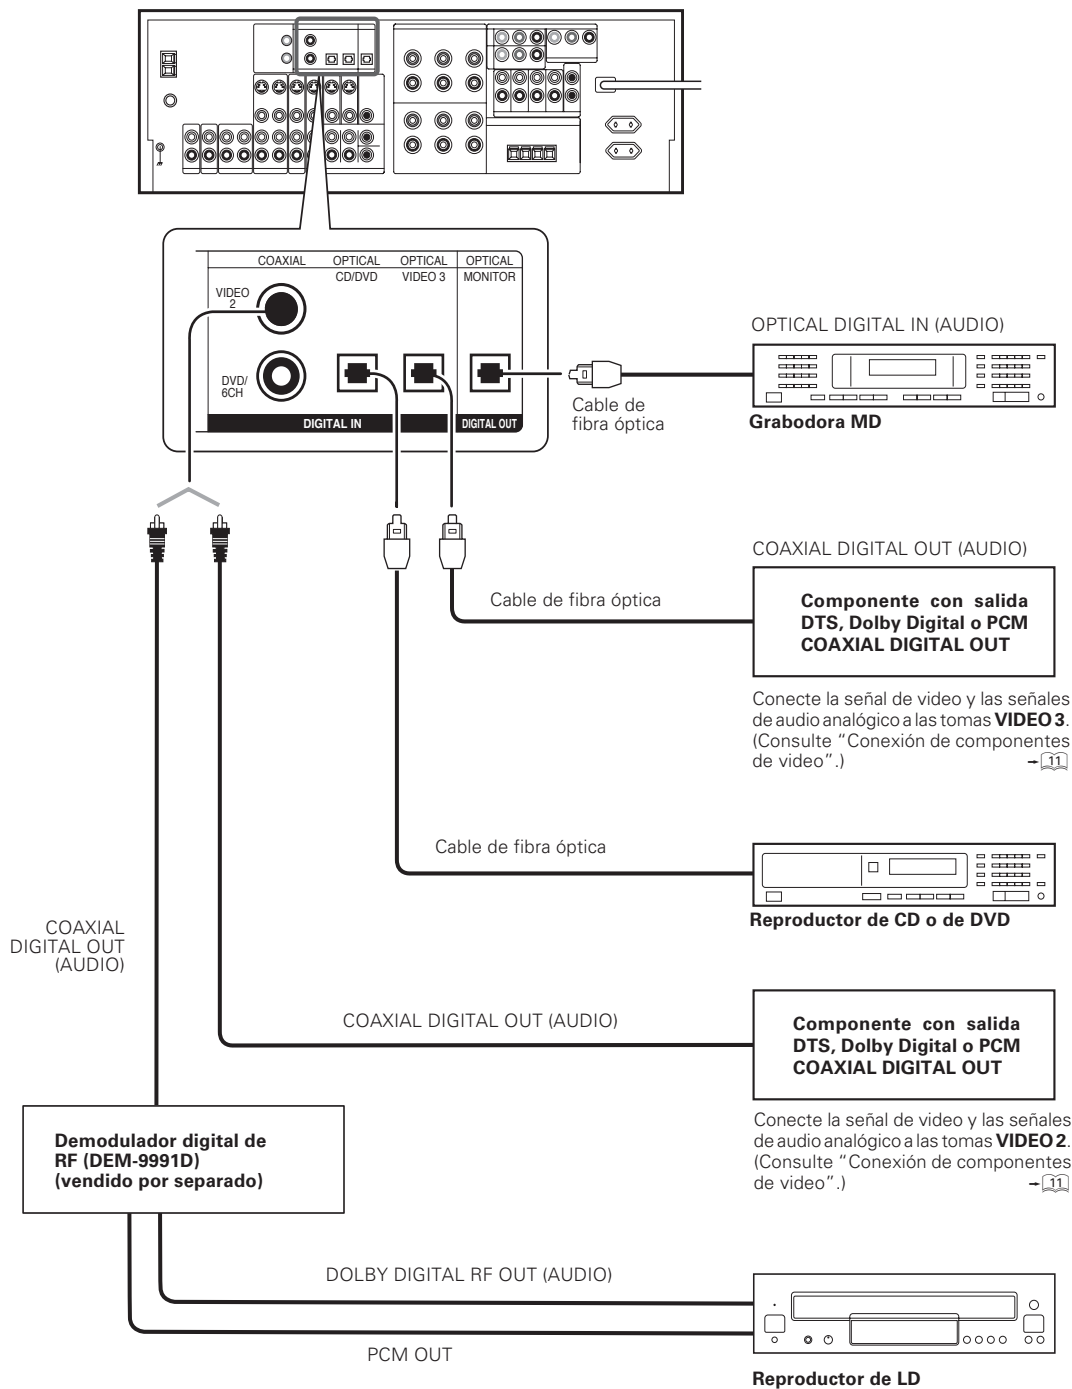 COAXIAL OPTICAL OPTICAL OPTICAL
CD/DVD VIDEO 3 MONITOR
VIDEO
2
DVD/
6CH
DIGITAL IN DIGITAL OUT
OPTICAL DIGITAL IN (AUDIO)
Cable de
fibra óptica
Grabodora MD
COAXIAL DIGITAL OUT (AUDIO)
Cable de fibra óptica
Componente con salida
DTS, Dolby Digital o PCM
COAXIAL DIGITAL OUT
Conecte la señal de video y las señales
de audio analógico a las tomas VIDEO 3.
(Consulte “Conexión de componentes
de video”.) 11
Cable de fibra óptica
Reproductor de CD o de DVD
COAXIAL
DIGITAL OUT
(AUDIO)
COAXIAL DIGITAL OUT (AUDIO)
Componente con salida
DTS, Dolby Digital o PCM
COAXIAL DIGITAL OUT
Conecte la señal de video y las señales
de audio analógico a las tomas VIDEO 2.
(Consulte “Conexión de componentes
de video”.) 11
Demodulador digital de
RF (DEM-9991D)
(vendido por separado)
DOLBY DIGITAL RF OUT (AUDIO)
PCM OUT
Reproductor de LD